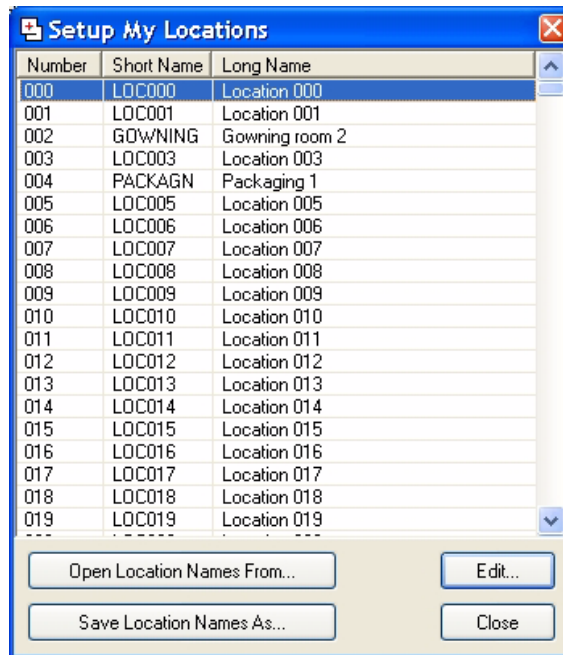 Setup My Locations
Number Short Name Long Name
000 LOC000 Location 000
001 LOC001 Location 001
002 GOWNING Gowning room 2
003 LOC003 Location 003
004 PACKAGN Packaging 1
005 LOC005 Location 005
006 LOC006 Location 006
007 LOC007 Location 007
008 LOC008 Location 008
009 LOC009 Location 009
010 LOC010 Location 010
011 LOC011 Location 011
012 LOC012 Location 012
013 LOC013 Location 013
014 LOC014 Location 014
015 LOC015 Location 015
016 LOC016 Location 016
017 LOC017 Location 017
018 LOC018 Location 018
019 LOC019 Location 019
Open Location Names From... Edit...
Save Location Names As... Close